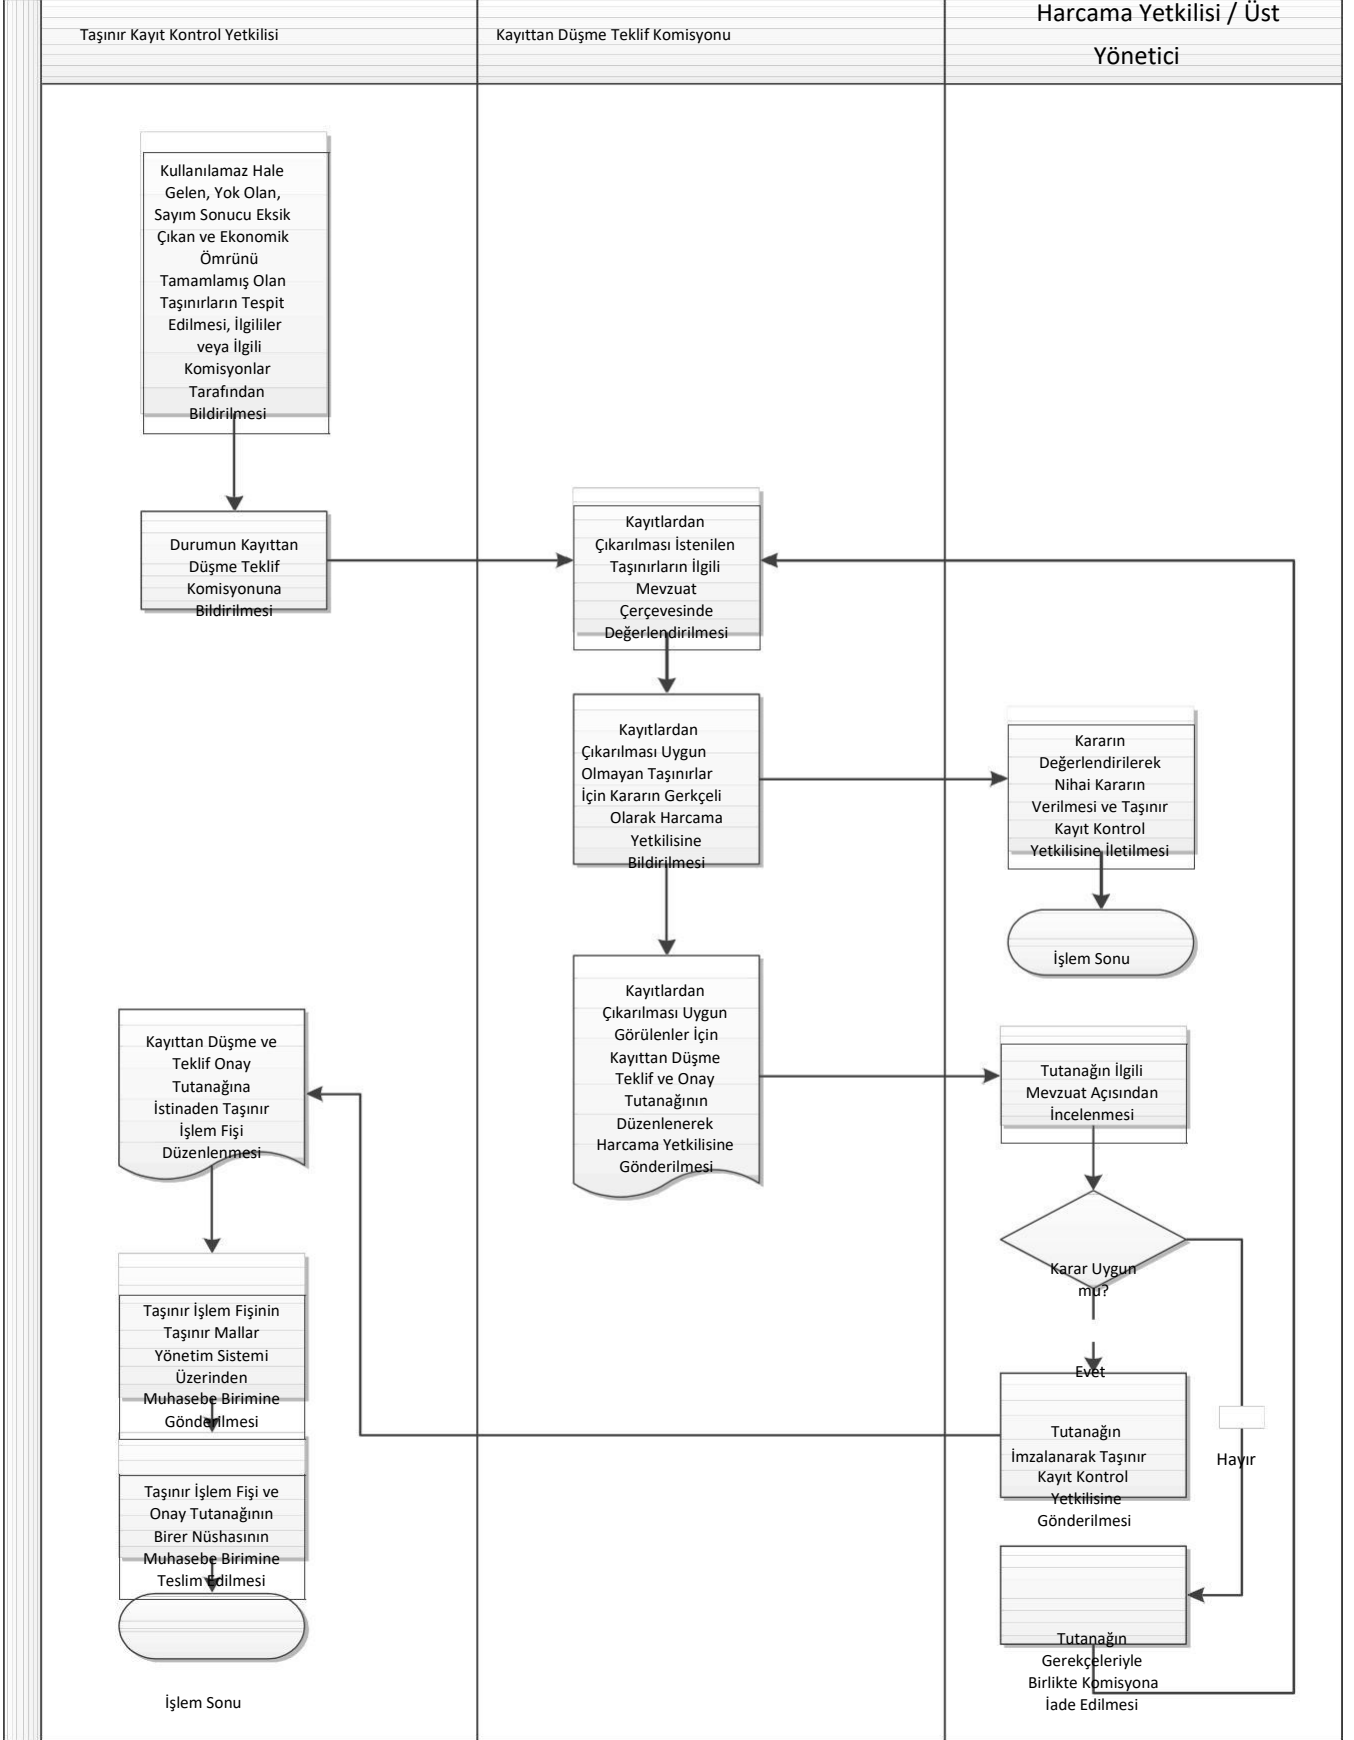 Taşınır Kayıt Kontrol Yetkilisi
Kayıttan Düşme Teklif Komisyonu
Harcama Yetkilisi / Üst
Yönetici
Kullanılamaz Hale
Gelen, Yok Olan,
Sayım Sonucu Eksik
Çıkan ve Ekonomik
Ömrünü
Tamamlamış Olan
Taşınırların Tespit
Edilmesi, İlgililer
veya İlgili
Komisyonlar
Tarafından
Bildirilmesi
Durumun Kayıttan
Düşme Teklif
Komisyonuna
Bildirilmesi
Kayıtlardan
Çıkarılması İstenilen
Taşınırların İlgili
Mevzuat
Çerçevesinde
Değerlendirilmesi
Kayıtlardan
Çıkarılması Uygun
Olmayan Taşınırlar
İçin Kararın Gerkçeli
Olarak Harcama
Yetkilisine
Bildirilmesi
Kararın
Değerlendirilerek
Nihai Kararın
Verilmesi ve Taşınır
Kayıt Kontrol
Yetkilisine İletilmesi
İşlem Sonu
Kayıtlardan
Çıkarılması Uygun
Görülenler İçin
Kayıttan Düşme
Teklif ve Onay
Tutanağının
Düzenlenerek
Harcama Yetkilisine
Gönderilmesi
Tutanağın İlgili
Mevzuat Açısından
İncelenmesi
Karar Uygun
mu?
Evet
Tutanağın
İmzalanarak Taşınır
Kayıt Kontrol
Yetkilisine
Gönderilmesi
Hayır
Tutanağın
Gerekçeleriyle
Birlikte Komisyona
İade Edilmesi
Kayıttan Düşme ve
Teklif Onay
Tutanağına
İstinaden Taşınır
İşlem Fişi
Düzenlenmesi
Taşınır İşlem Fişinin
Taşınır Mallar
Yönetim Sistemi
Üzerinden
Muhasebe Birimine
Gönderilmesi
Taşınır İşlem Fişi ve
Onay Tutanağının
Birer Nüshasının
Muhasebe Birimine
Teslim Edilmesi
İşlem Sonu